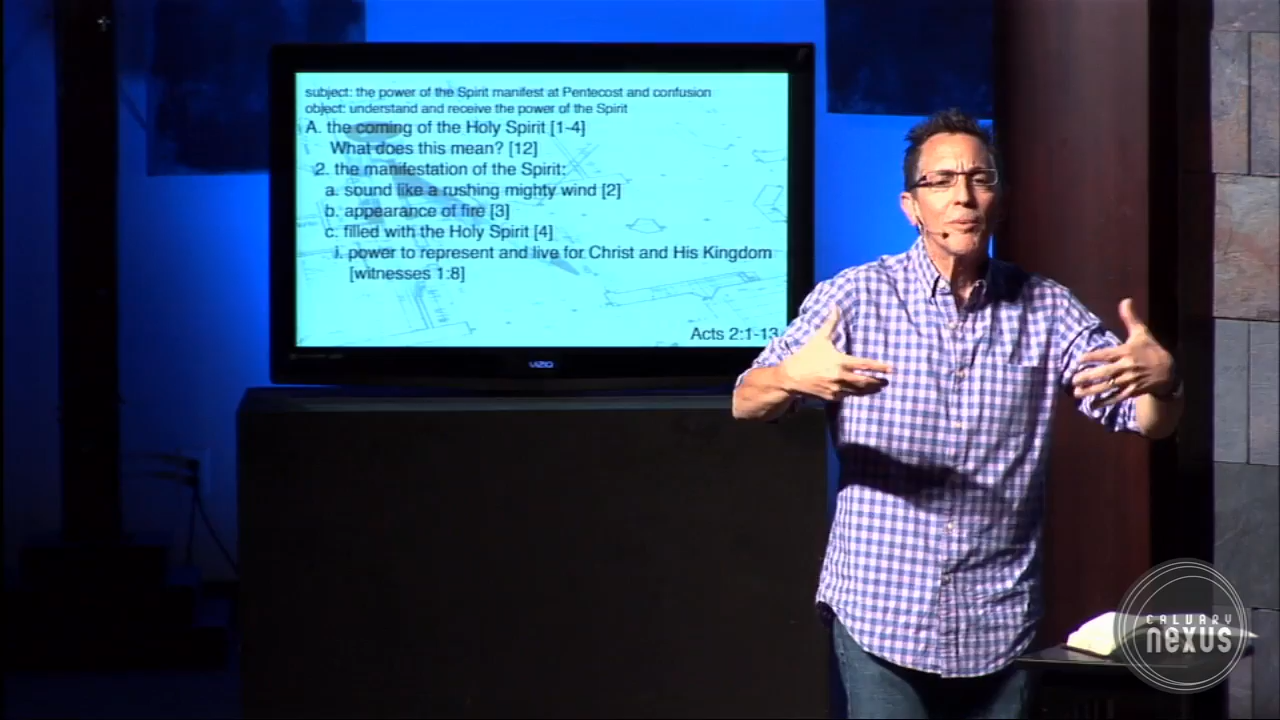 subject: the power of the Spirit manifest at Pentecost and confusion
object: understand and receive the power of the Spirit
A. the coming of the Holy Spirit [1-4]
What does this mean? [12]
2. the manifestation of the Spirit:
a. sound like a rushing mighty wind [2]
b. appearance of fire [3]
c. filled with the Holy Spirit [4]
i. power to represent and live for Christ and His Kingdom
[witnesses 1:8]
Acts 2:1-13
VIZIO
CALVARY
nexus